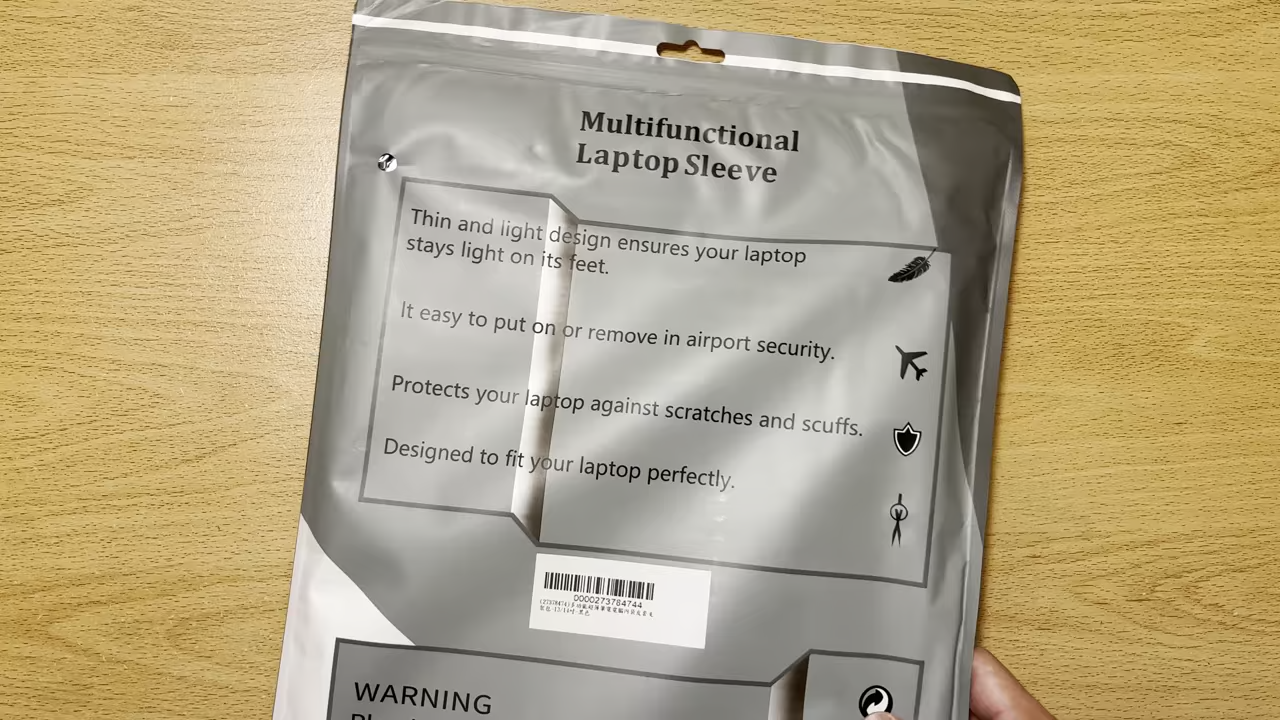 Multifunctional
Laptop Sleeve
Thin and light design ensures your laptop
stays light on its feet.
It easy to put on or remove in airport security.
Protects your laptop against scratches and scuffs.
Designed to fit your laptop perfectly.
0000273784744
WARNING